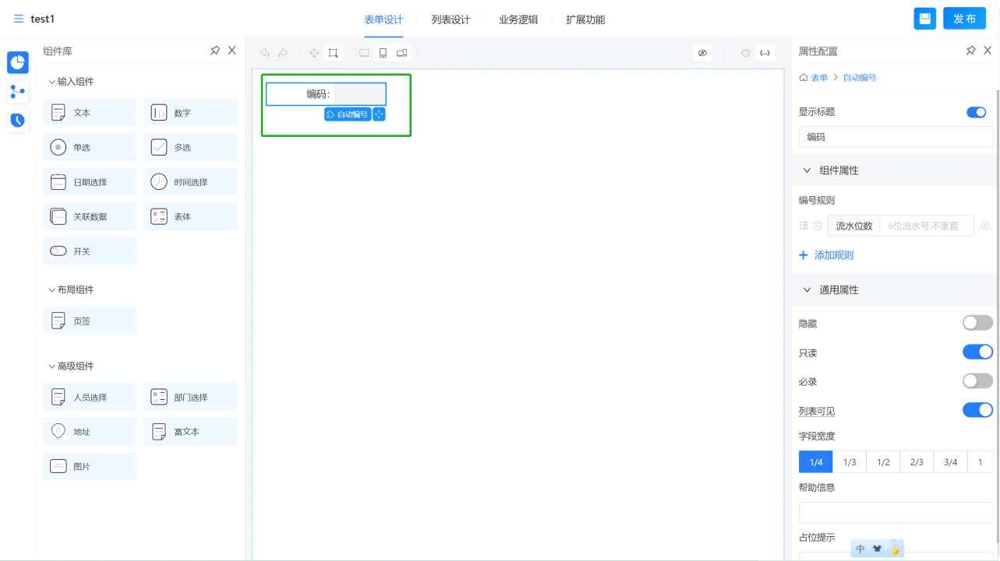 test1
表单设计
列表设计
业务逻辑
扩展功能
发 布
组件库
输入组件
文本
数字
单选
多选
日期选择
时间选择
关联数据
表体
开关
布局组件
页签
高级组件
人员选择
部门选择
地址
富文本
图片
编码:
自动编号
属性配置
表单 > 自动编号
显示标题
编码
组件属性
编号规则
流水位数 6位流水号,不重置
+ 添加规则
通用属性
隐藏
只读
必录
列表可见
字段宽度
1/4 1/3 1/2 2/3 3/4 1
帮助信息
占位提示
中